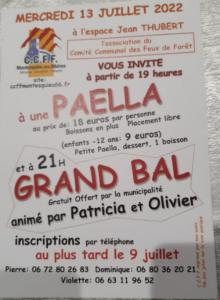 MERCREDI 13 JUILLET 2022
à l'espace Jean THUBERT
l'association du
Comité Communal des Feux de Forêt
C.C.F.F.
site:
VOUS INVITE
à partir de 19 heures
à une PAELLA
au prix de: 18 euros par personne
Boissons en plus Placement libre
(enfants -12 ans: 9 euros)
Petite Paella, dessert, 1 boisson
et à 21H
GRAND BAL
Gratuit Offert par la municipalité
animé par Patricia et Olivier
inscriptions par téléphone
au plus tard le 9 juillet
Pierre: 06 72 80 26 83 Dominique: 06 80 36 20 21
Violette: 06 63 11 96 52